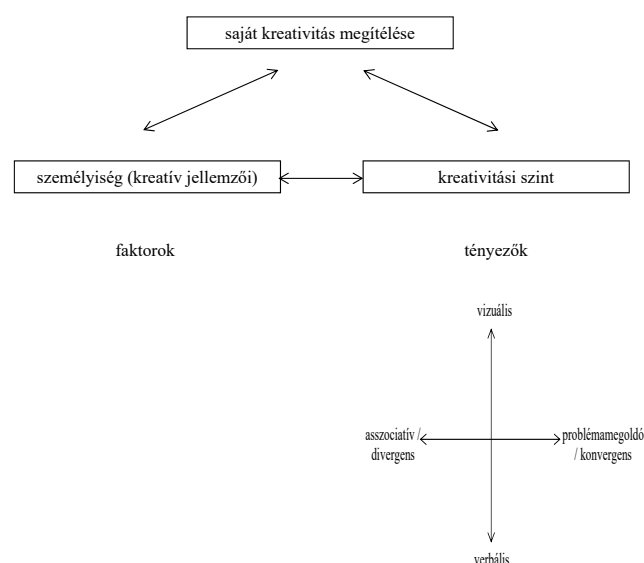 saját kreativitás megítélése
személyiség (kreatív jellemzői)
kreativitási szint
faktorok
tényezők
vizuális
asszociatív /
divergens
problémamegoldó
/ konvergens
verbális